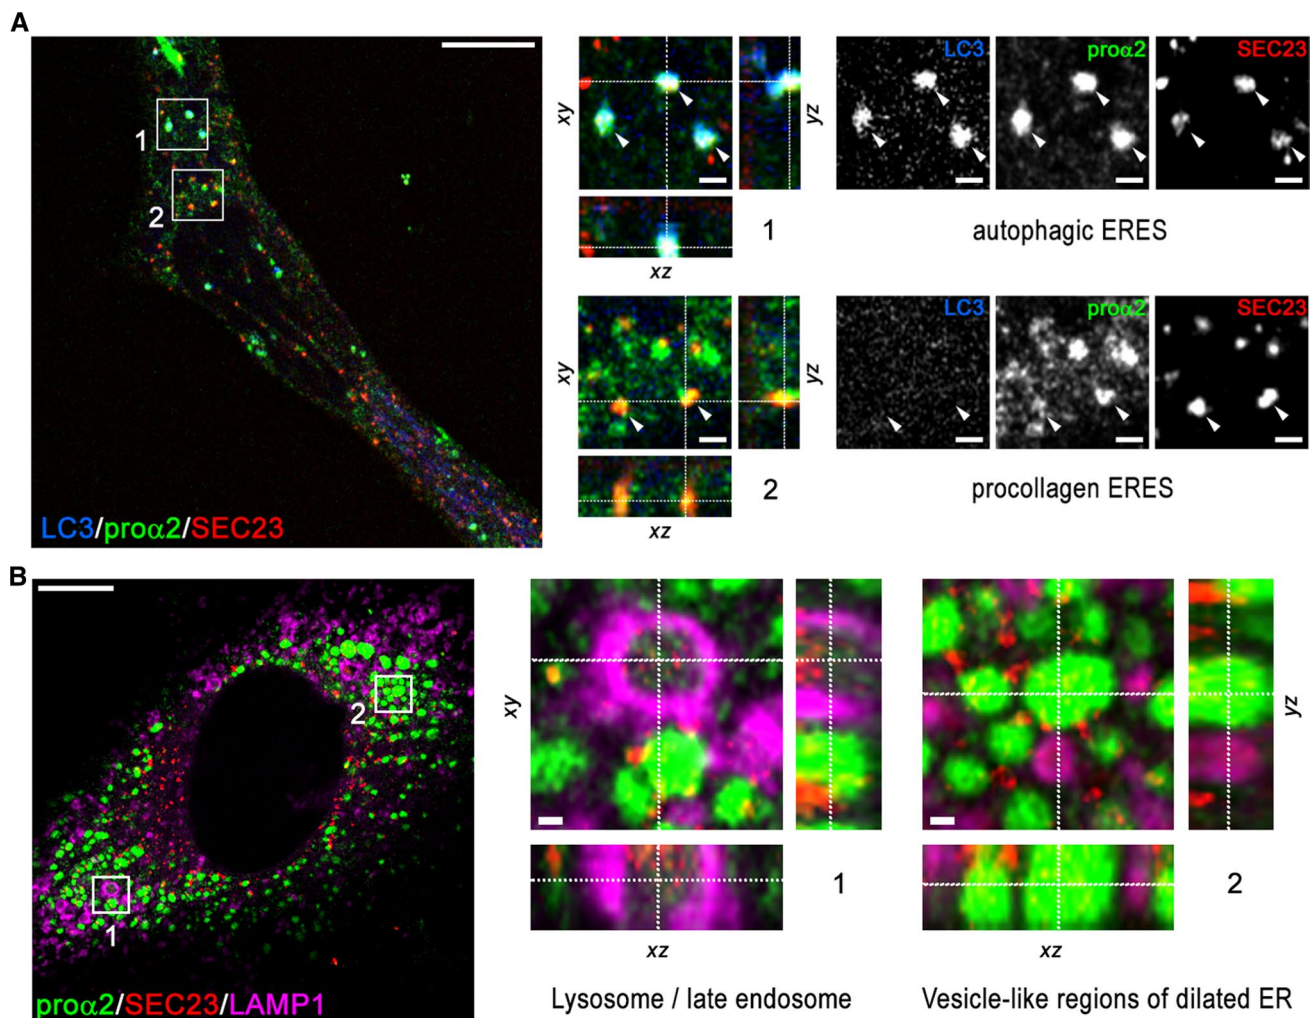 A
1
2
LC3/proα2/SEC23
xy
yz
xz
1
LC3
proα2
SEC23
autophagic ERES
xy
yz
xz
2
LC3
proα2
SEC23
procollagen ERES
B
2
1
proα2/SEC23/LAMP1
xy
xz
1
Lysosome / late endosome
yz
xz
2
Vesicle-like regions of dilated ER